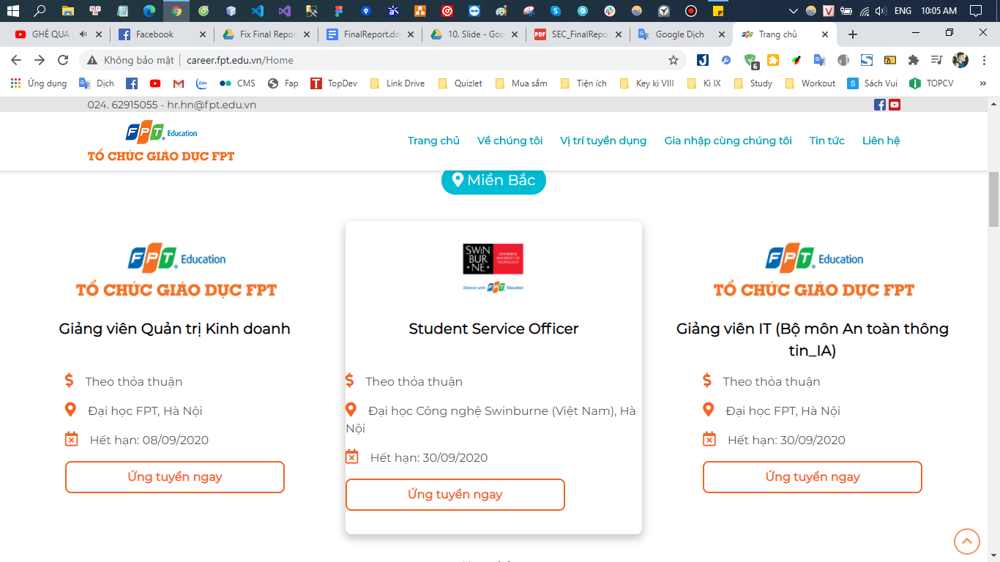 ENG 10:05 AM
GHÉ QUA
Facebook
Fix Final Repor
FinalReport.do
10. Slide - Goo
PDF SEC_FinalRepo
Google Dịch
Trang chủ
Không bảo mật career.fpt.edu.vn/Home
6
Ứng dụng Dịch Zalo CMS Fap TopDev Link Drive Quizlet Mua sắm Tiện ích Key kì VIII Kì IX Study Workout Sách Vui TOPCV
024. 62915055 - hr.hn@fpt.edu.vn
FPT Education
TỔ CHỨC GIÁO DỤC FPT
Trang chủ Về chúng tôi Vị trí tuyển dụng Gia nhập cùng chúng tôi Tin tức Liên hệ
Miền Bắc
FPT Education
TỔ CHỨC GIÁO DỤC FPT
Giảng viên Quản trị Kinh doanh
Theo thỏa thuận
Đại học FPT, Hà Nội
Hết hạn: 08/09/2020
Ứng tuyển ngay
SWIN
BUR
NE
SWINBURNE
UNIVERSITY OF
TECHNOLOGY
Alliance with FPT Education
Student Service Officer
Theo thỏa thuận
Đại học Công nghệ Swinburne (Việt Nam), Hà
Nội
Hết hạn: 30/09/2020
Ứng tuyển ngay
FPT Education
TỔ CHỨC GIÁO DỤC FPT
Giảng viên IT (Bộ môn An toàn thông
tin_IA)
Theo thỏa thuận
Đại học FPT, Hà Nội
Hết hạn: 30/09/2020
Ứng tuyển ngay